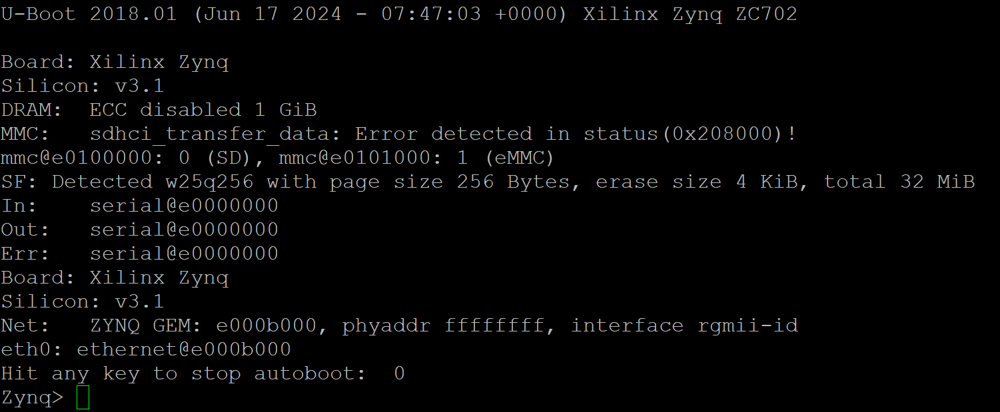 U-Boot 2018.01 (Jun 17 2024 - 07:47:03 +0000) Xilinx Zynq ZC702
Board: Xilinx Zynq
Silicon: v3.1
DRAM:  ECC disabled 1 GiB
MMC:   sdhci_transfer_data: Error detected in status(0x208000)!
mmc@e0100000: 0 (SD), mmc@e0101000: 1 (eMMC)
SF: Detected w25q256 with page size 256 Bytes, erase size 4 KiB, total 32 MiB
In:    serial@e0000000
Out:   serial@e0000000
Err:   serial@e0000000
Board: Xilinx Zynq
Silicon: v3.1
Net:   ZYNQ GEM: e000b000, phyaddr ffffffff, interface rgmii-id
eth0: ethernet@e000b000
Hit any key to stop autoboot:  0
Zynq>